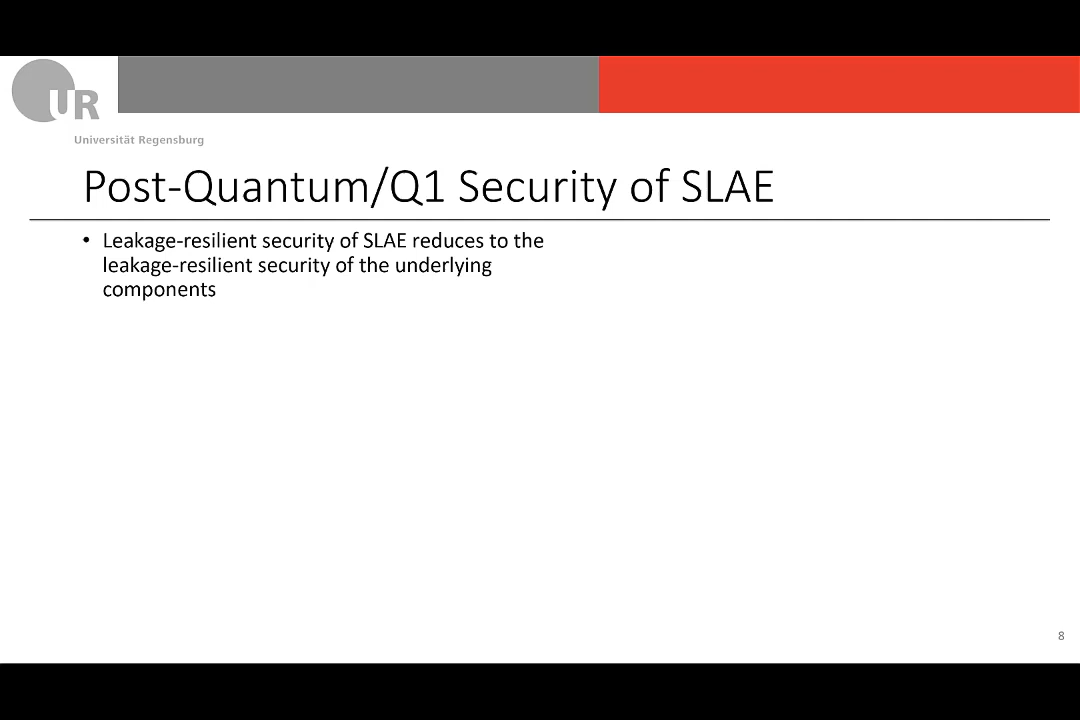 UR
Universität Regensburg
Post-Quantum/Q1 Security of SLAE
• Leakage-resilient security of SLAE reduces to the
leakage-resilient security of the underlying
components
8